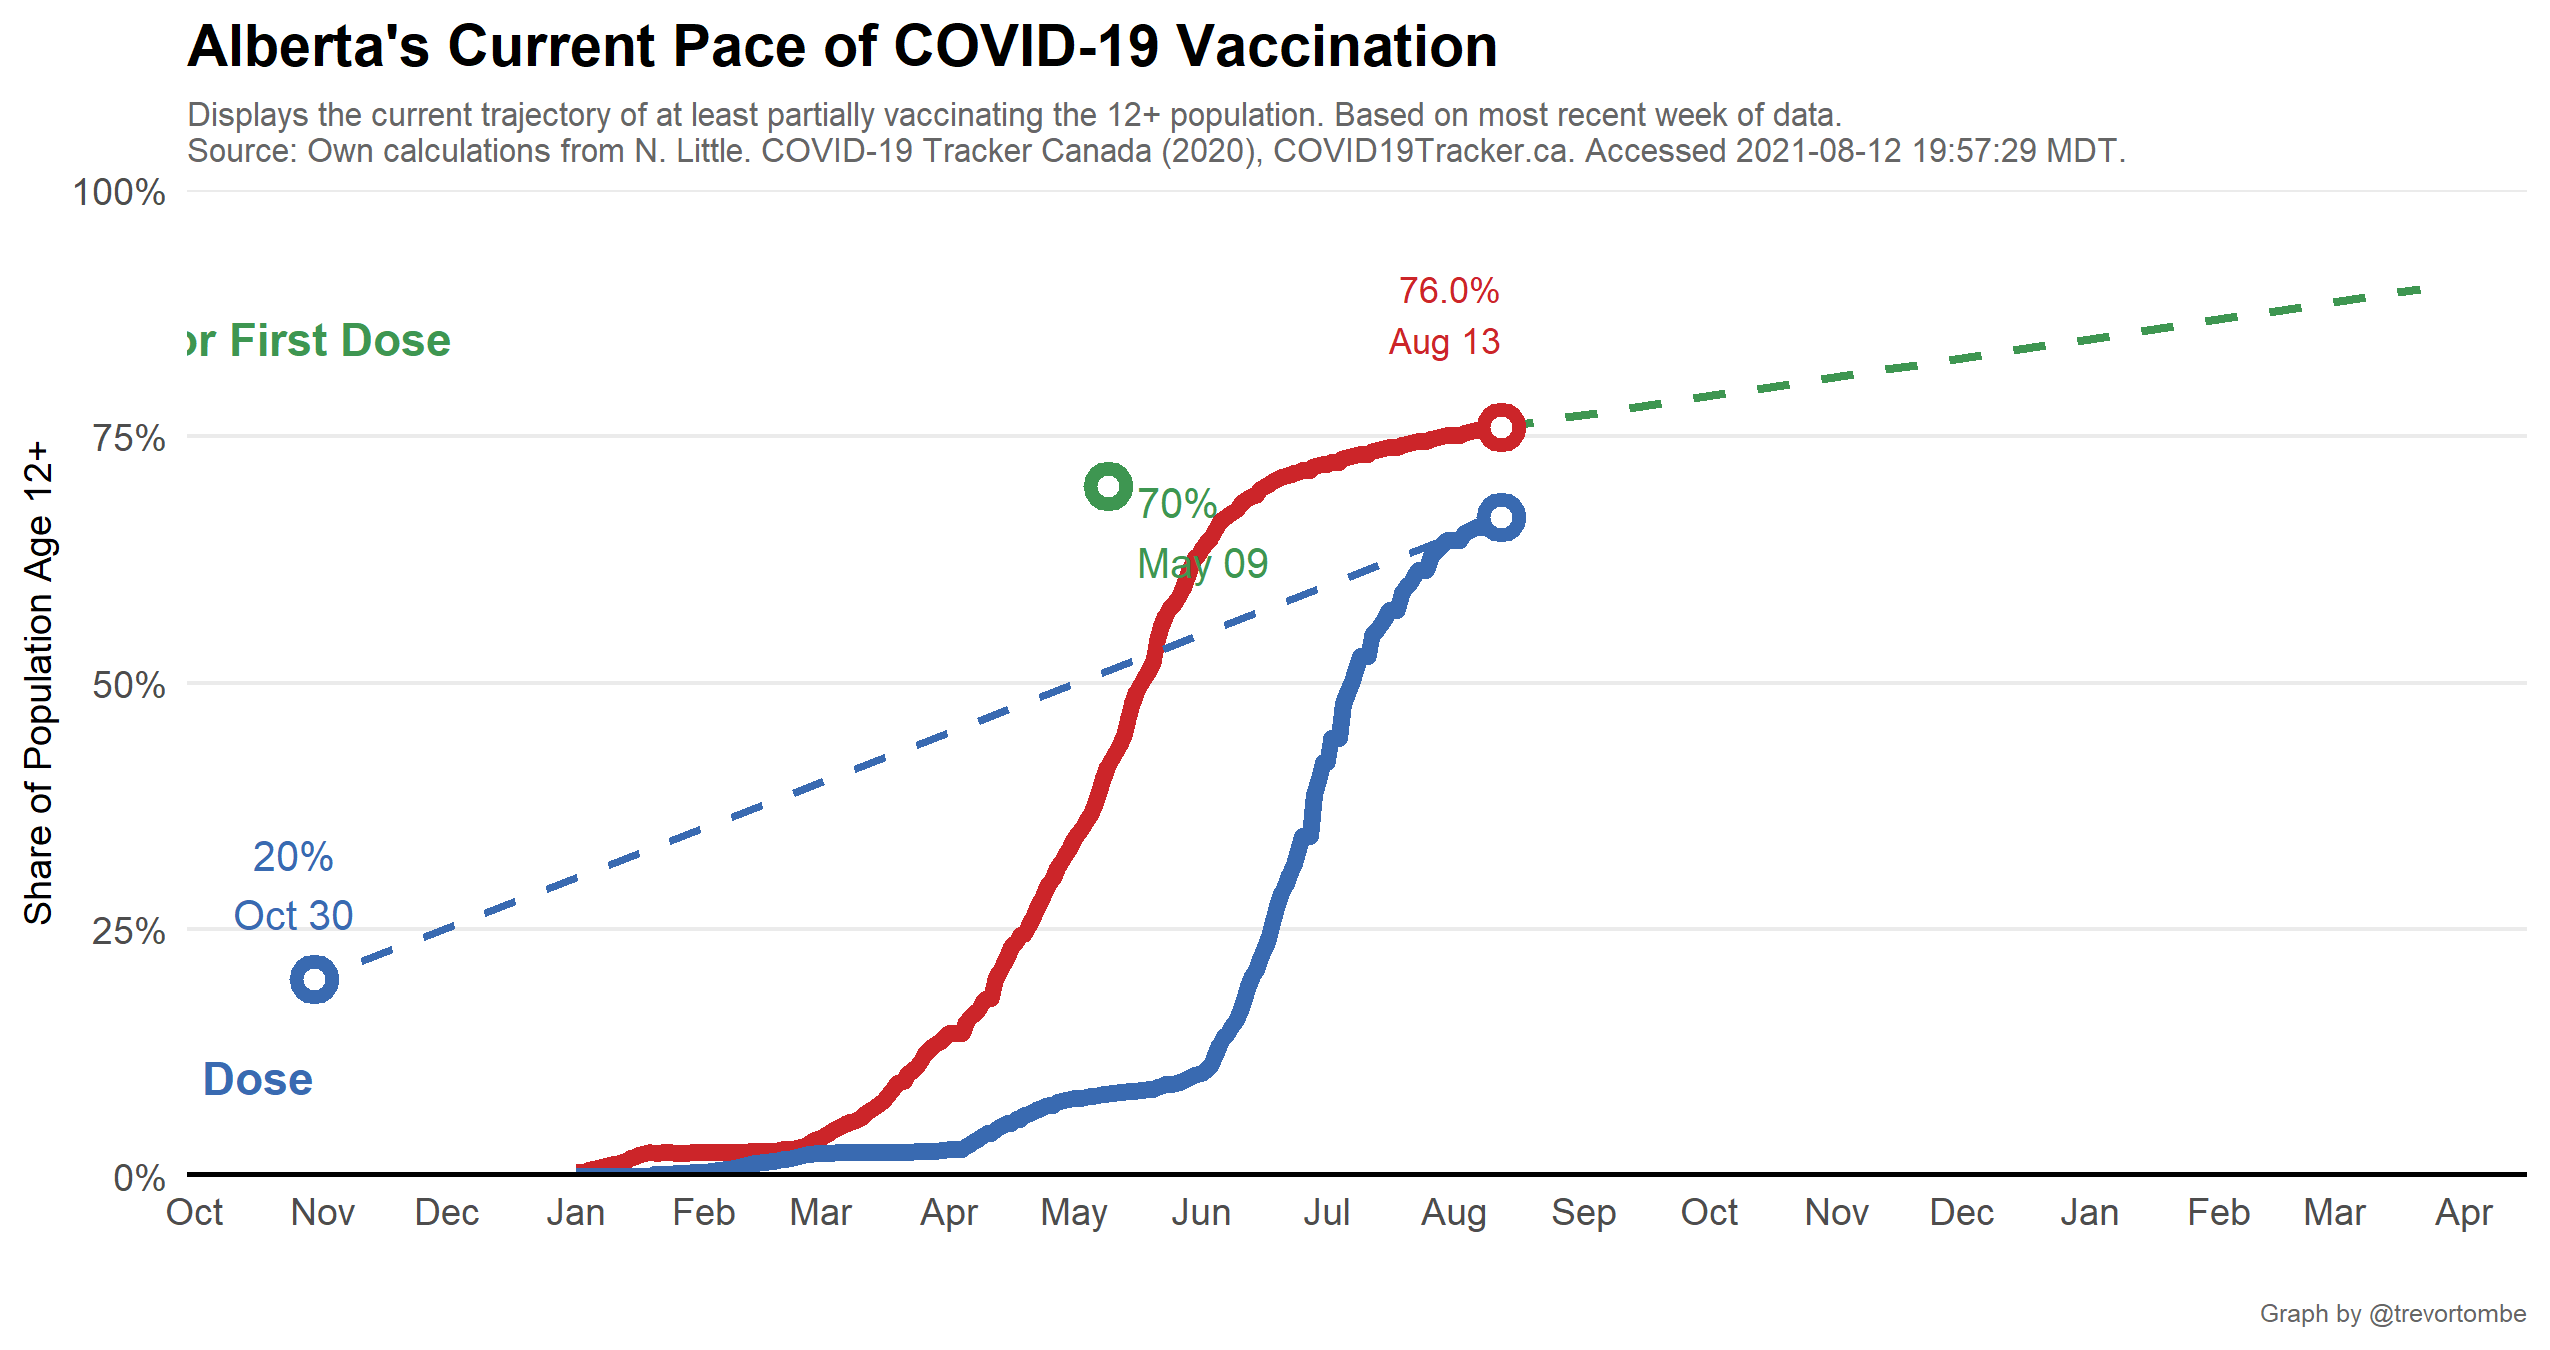 Alberta's Current Pace of COVID-19 Vaccination
Displays the current trajectory of at least partially vaccinating the 12+ population. Based on most recent week of data.
Source: Own calculations from N. Little. COVID-19 Tracker Canada (2020), COVID19Tracker.ca. Accessed 2021-08-12 19:57:29 MDT.
100%
75%
50%
25%
0%
Share of Population Age 12+
or First Dose
76.0%
Aug 13
70%
May 09
20%
Oct 30
Dose
Oct Nov Dec Jan Feb Mar Apr May Jun Jul Aug Sep Oct Nov Dec Jan Feb Mar Apr
Graph by @trevortombe